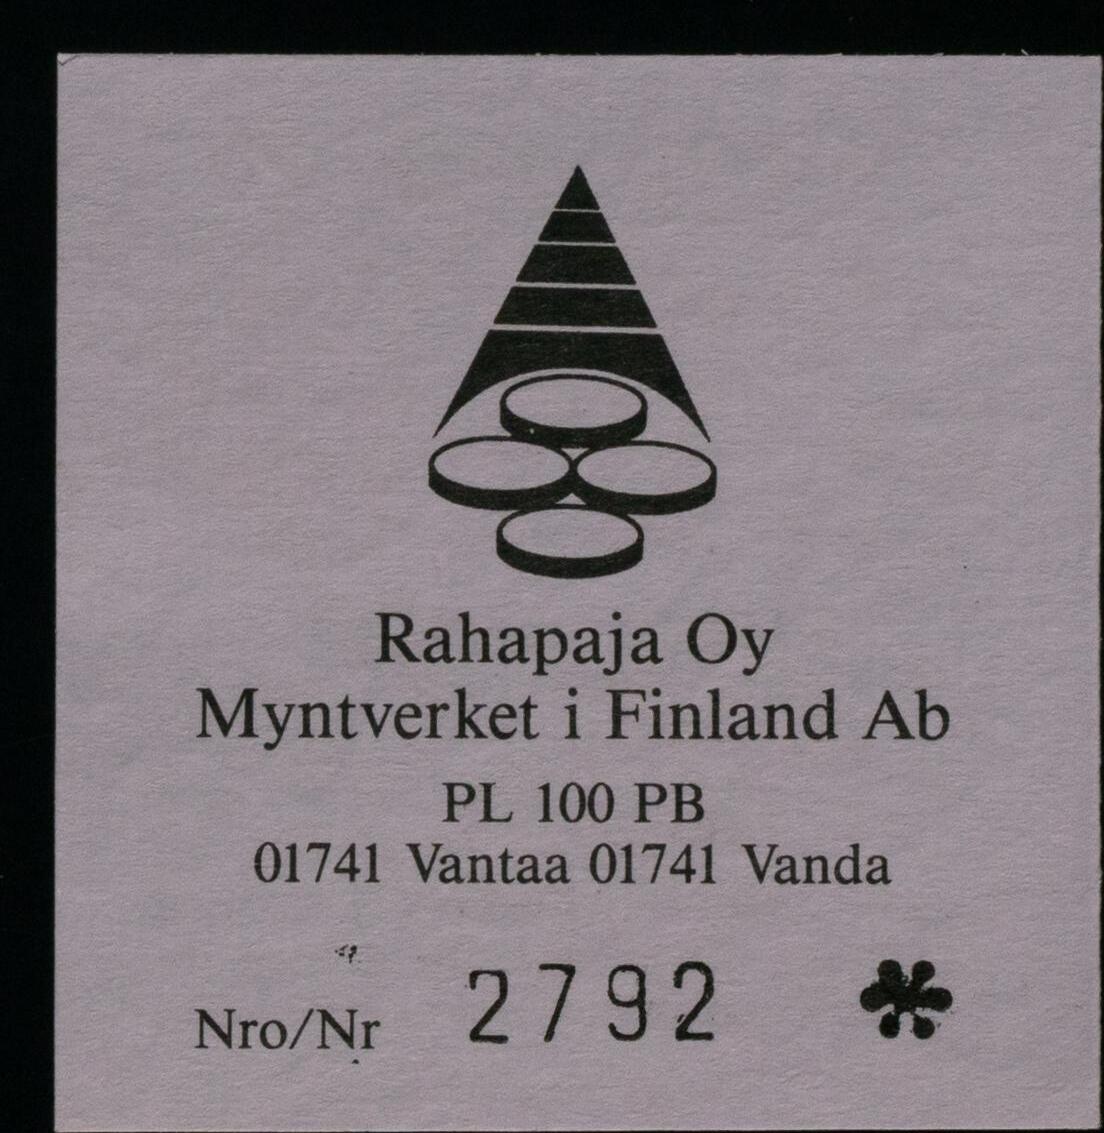 Rahapaja Oy
Myntverket i Finland Ab
PL 100 PB
01741 Vantaa 01741 Vanda
Nro/Nr 2792 *